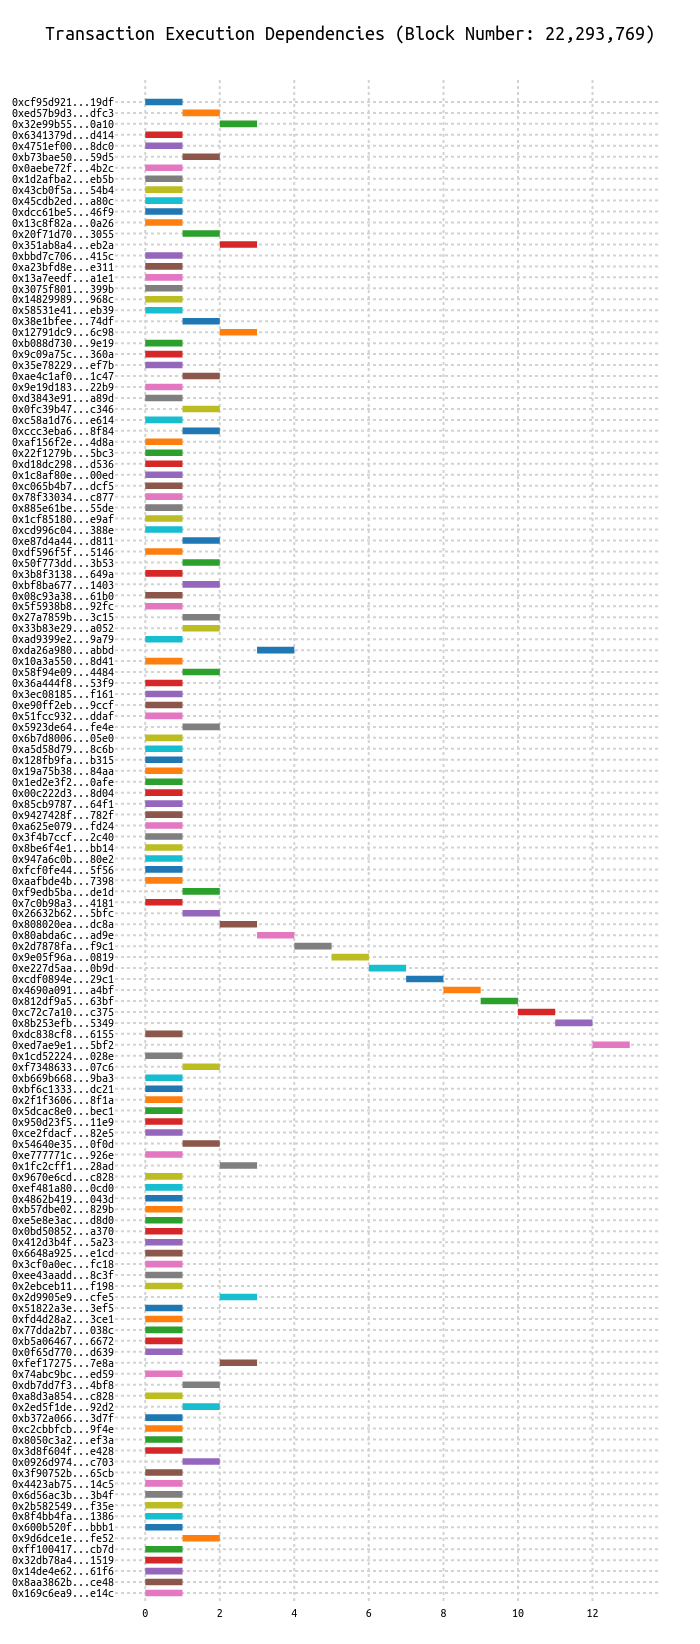 Transaction Execution Dependencies (Block Number: 22,293,769)
0xcf95d921...19df
0xed57b9d3...dfc3
0x32e99b55...0a10
0x6341379d...d414
0x4751ef00...8dc0
0xb73bae50...59d5
0x0aebe72f...4b2c
0x1d2afba2...eb5b
0x43cb0f5a...54b4
0x45cdb2ed...a80c
0xdcc61be5...46f9
0x13c8f82a...0a26
0x20f71d70...3055
0x351ab8a4...eb2a
0xbbd7c706...415c
0xa23bfd8e...e311
0x13a7eedf...a1e1
0x3075f801...399b
0x14829989...968c
0x58531e41...eb39
0x38e1bfee...74df
0x12791dc9...6c98
0xb088d730...9e19
0x9c09a75c...360a
0x35e78229...ef7b
0xae4c1af0...1c47
0x9e19d183...22b9
0xd3843e91...a89d
0x0fc39b47...c346
0xc58a1d76...e614
0xccc3eba6...8f84
0xaf156f2e...4d8a
0x22f1279b...5bc3
0xd18dc298...d536
0x1c8af80e...00ed
0xc065b4b7...dcf5
0x78f33034...c877
0x885e61be...55de
0x1cf85180...e9af
0xcd996c04...388e
0xe87d4a44...d811
0xdf596f5f...5146
0x50f773dd...3b53
0x3b8f3138...649a
0xbf8ba677...1403
0x08c93a38...61b0
0x5f5938b8...92fc
0x27a7859b...3c15
0x33b83e29...a052
0xad9399e2...9a79
0xda26a980...abbd
0x10a3a550...8d41
0x58f94e09...4484
0x36a444f8...53f9
0x3ec08185...f161
0xe90ff2eb...9ccf
0x51fcc932...ddaf
0x5923de64...fe4e
0x6b7d8006...05e0
0xa5d58d79...8c6b
0x128fb9fa...b315
0x19a75b38...84aa
0x1ed2e3f2...0afe
0x00c222d3...8d04
0x85cb9787...64f1
0x9427428f...782f
0xa625e079...fd24
0x3f4b7ccf...2c40
0x8be6f4e1...bb14
0x947a6c0b...80e2
0xfcf0fe44...5f56
0xaafbde4b...7398
0xf9edb5ba...de1d
0x7c0b98a3...4181
0x26632b62...5bfc
0x808020ea...dc8a
0x80abda6c...ad9e
0x2d7878fa...f9c1
0x9e05f96a...0819
0xe227d5aa...0b9d
0xcdf0894e...29c1
0x4690a091...a4bf
0x812df9a5...63bf
0xc72c7a10...c375
0x8b253efb...5349
0xdc838cf8...6155
0xed7ae9e1...5bf2
0x1cd52224...028e
0xf7348633...07c6
0xb669b668...9ba3
0xbf6c1333...dc21
0x2f1f3606...8f1a
0x5dcac8e0...bec1
0x950d23f5...11e9
0xce2fdacf...82e5
0x54640e35...0f0d
0xe777771c...926e
0x1fc2cff1...28ad
0x9670e6cd...c828
0xef481a80...0cd0
0x4862b419...043d
0xb57dbe02...829b
0xe5e8e3ac...d8d0
0x0bd50852...a370
0x412d3b4f...5a23
0x6648a925...e1cd
0x3cf0a0ec...fc18
0xee43aadd...8c3f
0x2ebceb11...f198
0x2d9905e9...cfe5
0x51822a3e...3ef5
0xfd4d28a2...3ce1
0x77dda2b7...038c
0xb5a06467...6672
0x0f65d770...d639
0xfef17275...7e8a
0x74abc9bc...ed59
0xdb7dd7f3...4bf8
0xa8d3a854...c828
0x2ed5f1de...92d2
0xb372a066...3d7f
0xc2cbbfcb...9f4e
0x8050c3a2...ef3a
0x3d8f604f...e428
0x0926d974...c703
0x3f90752b...65cb
0x4423ab75...14c5
0x6d56ac3b...3b4f
0x2b582549...f35e
0x8f4bb4fa...1386
0x600b520f...bbb1
0x9d6dce1e...fe52
0xff100417...cb7d
0x32db78a4...1519
0x14de4e62...61f6
0x8aa3862b...ce48
0x169c6ea9...e14c
0 2 4 6 8 10 12